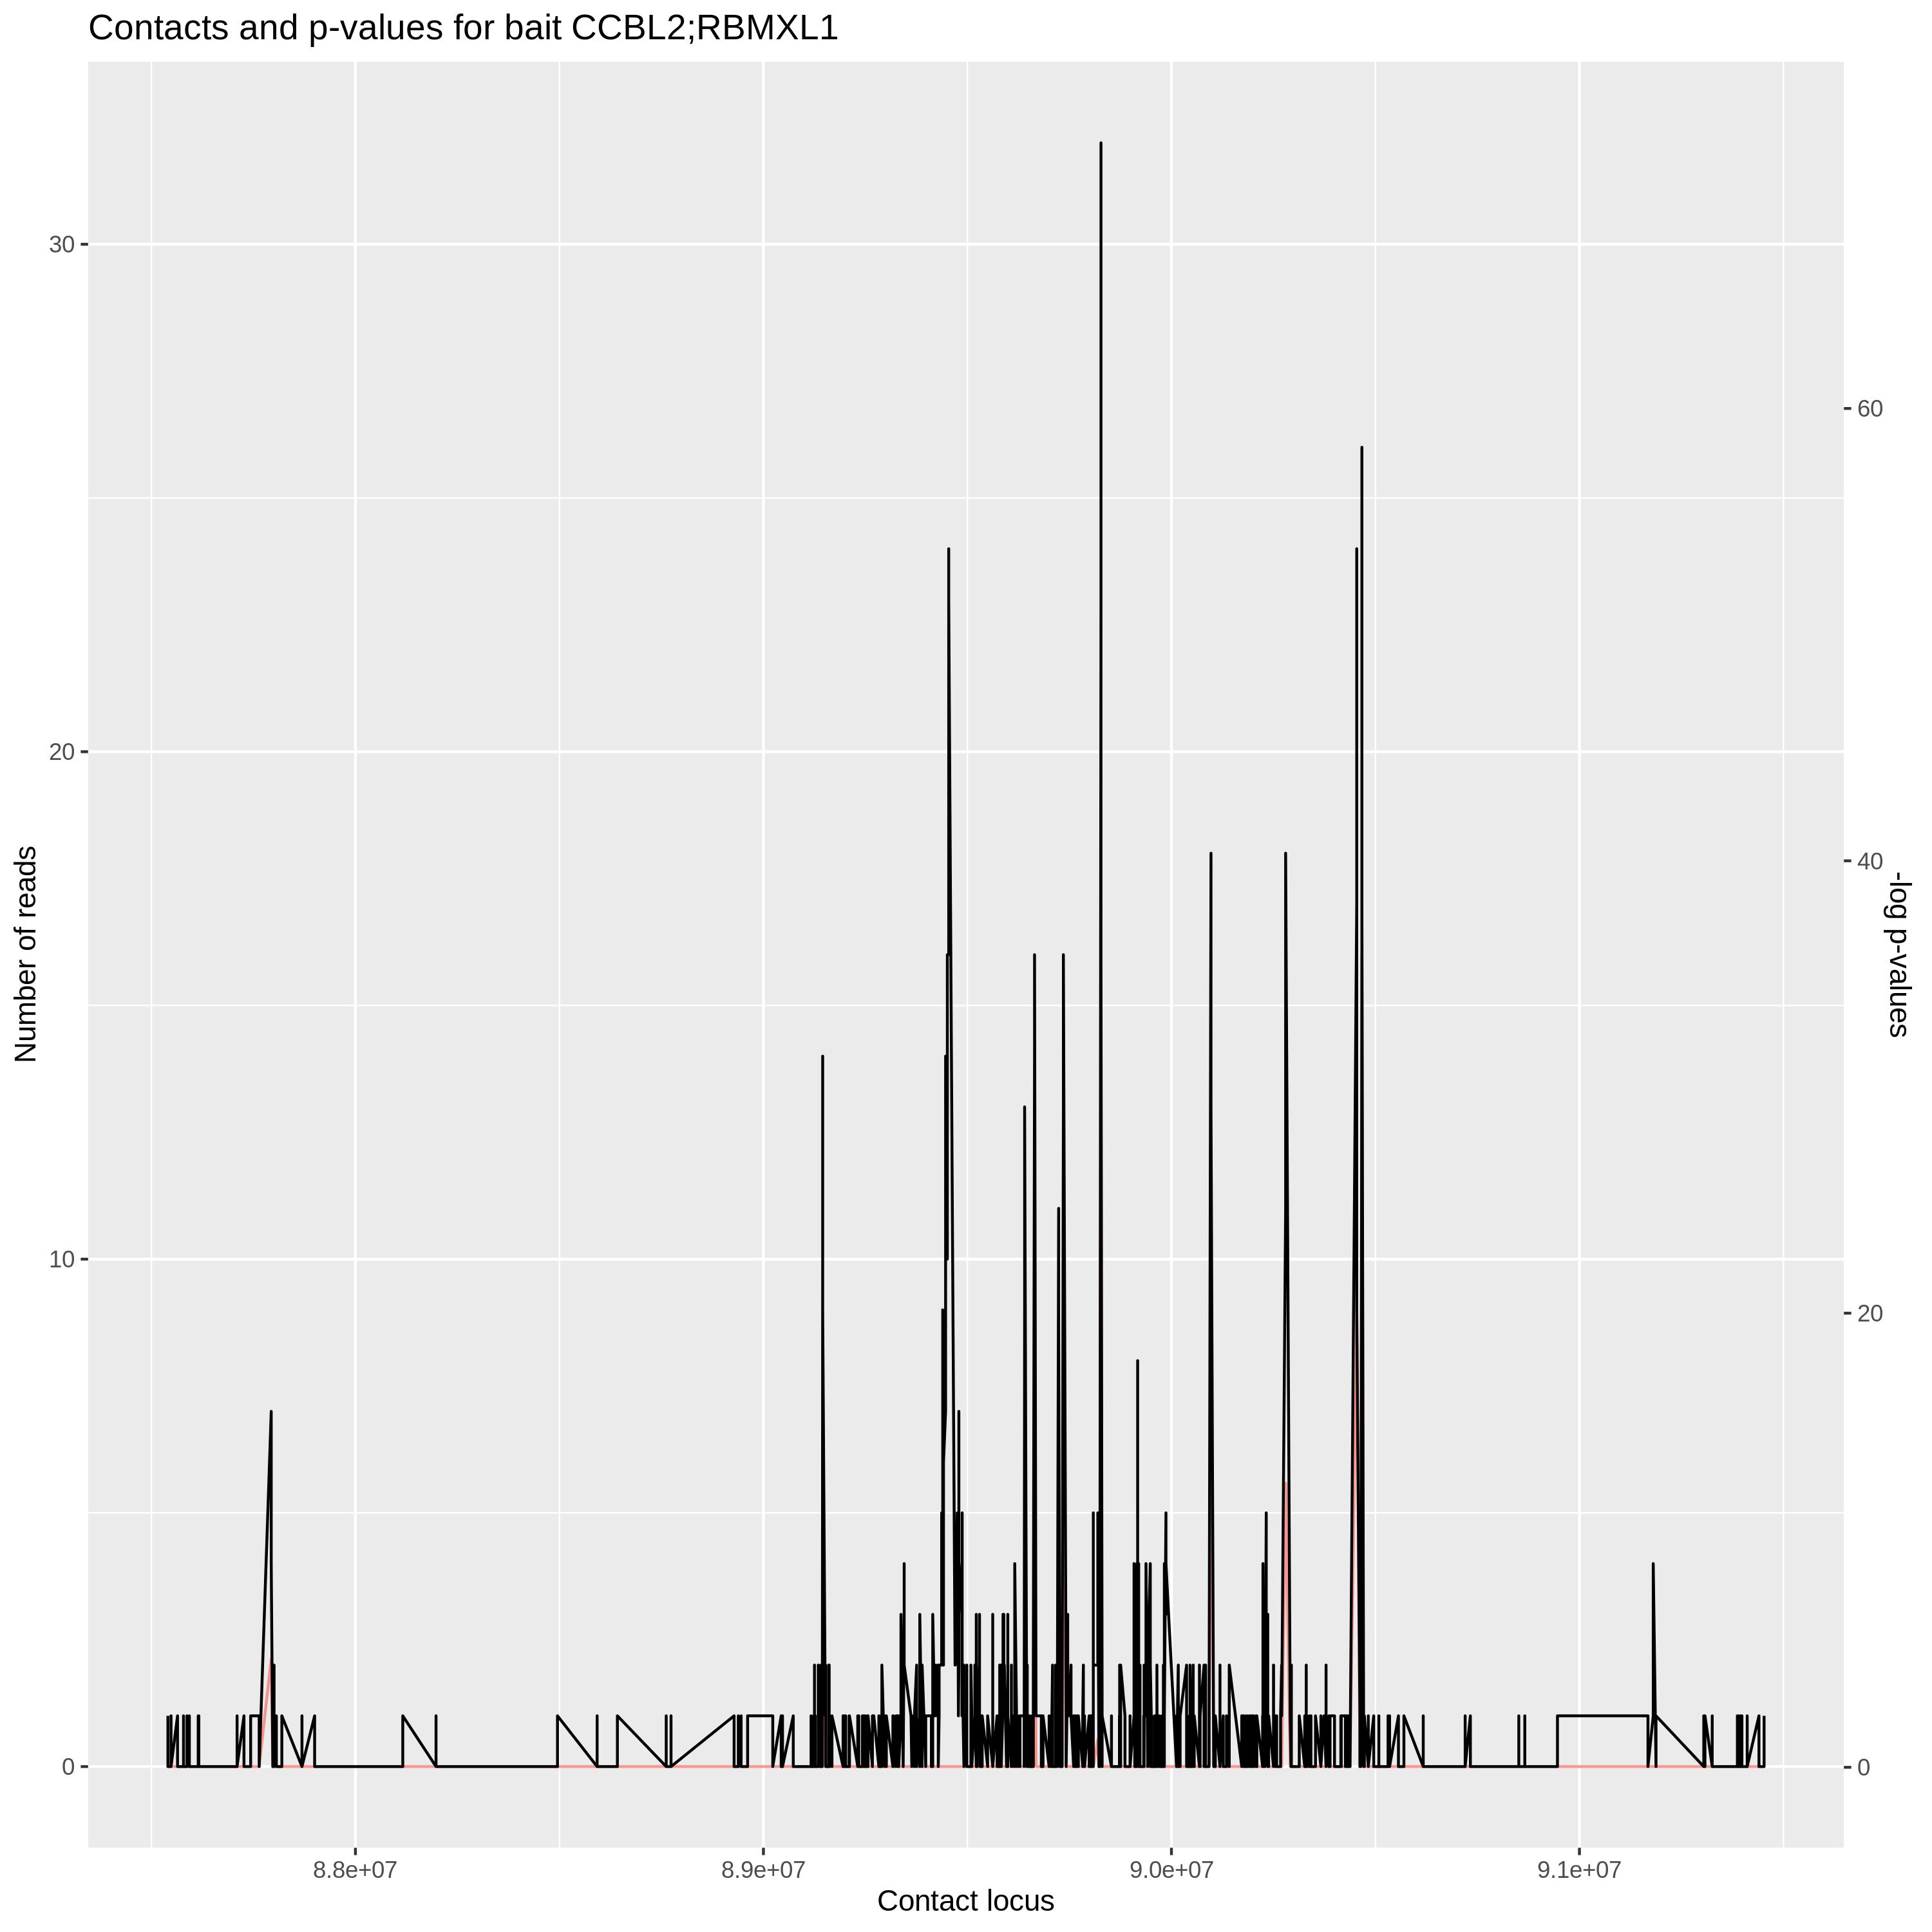 Contacts and p-values for bait CCBL2;RBMXL1
30
20
10
0
Number of reads
60
40
20
0
-log p-values
8.8e+07
8.9e+07
9.0e+07
9.1e+07
Contact locus